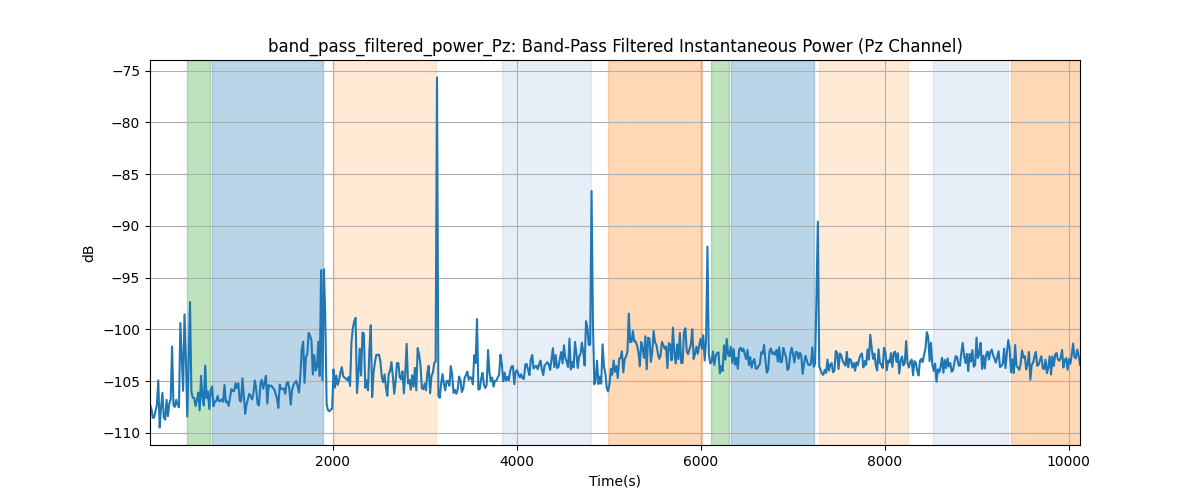 band_pass_filtered_power_Pz: Band-Pass Filtered Instantaneous Power (Pz Channel)
−75
−80
−85
−90
−95
−100
−105
−110
dB
2000 4000 6000 8000 10000
Time(s)